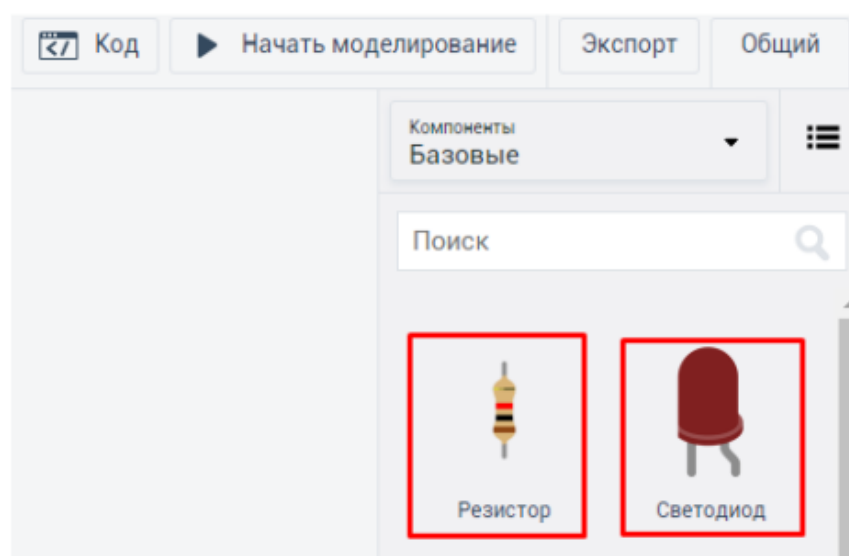 Код
Начать моделирование
Экспорт
Общий
Компоненты
Базовые
Поиск
Резистор
Светодиод